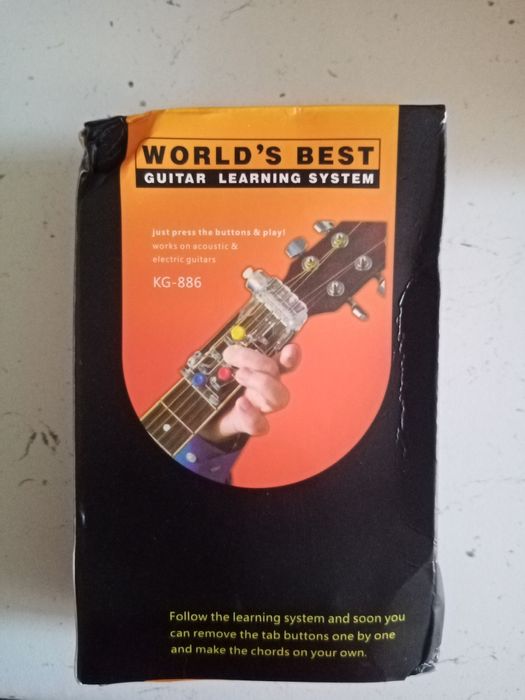 WORLD'S BEST
GUITAR LEARNING SYSTEM
just press the buttons & play!
works on acoustic &
electric guitars
KG-886
Follow the learning system and soon you
can remove the tab buttons one by one
and make the chords on your own.